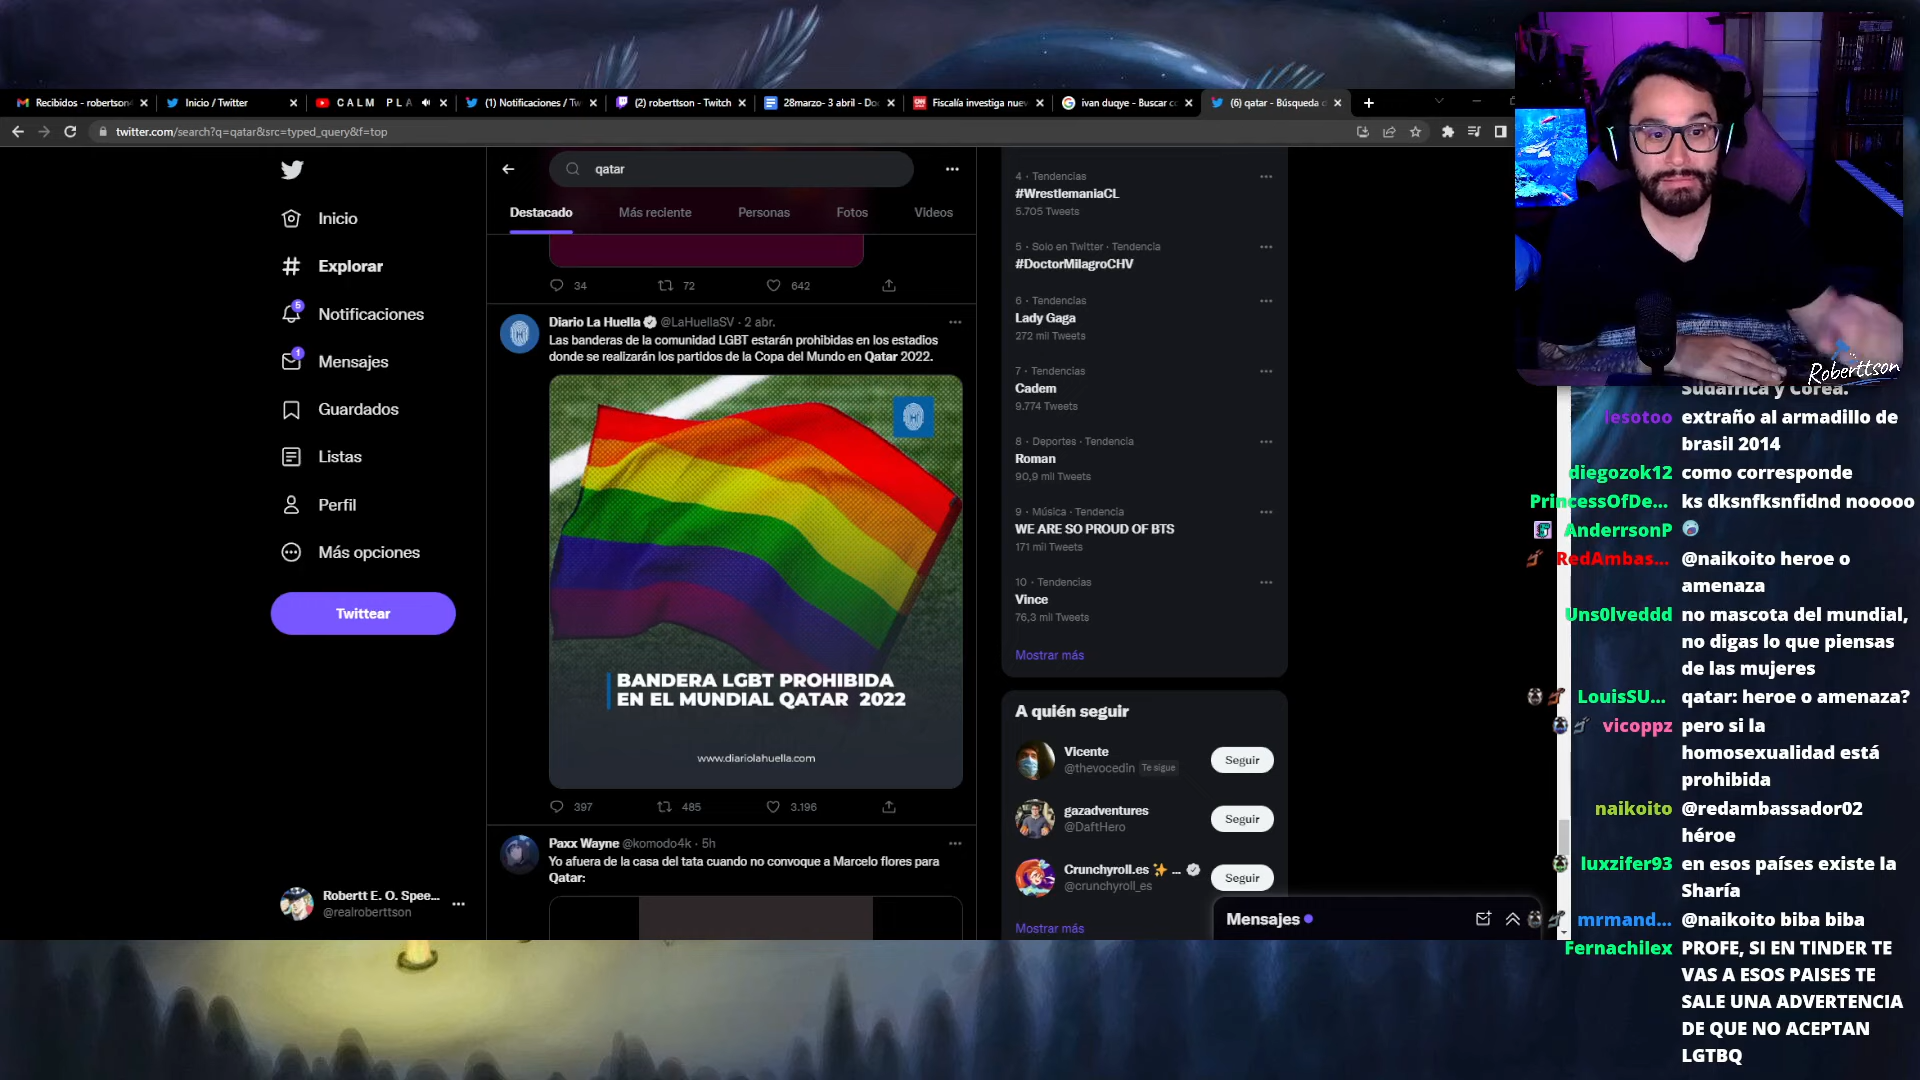 Recibidos - robertson
Inicio / Twitter
C A L M P L A
(1) Notificaciones / Tw
(2) roberttson - Twitch
28marzo- 3 abril - Do
Fiscalía investiga nuev
ivan duqye - Buscar c
(6) qatar - Búsqueda d
twitter.com/search?q=qatar&src=typed_query&f=top
Inicio
Explorar
5
Notificaciones
1
Mensajes
Guardados
Listas
Perfil
Más opciones
Twittear
Robertt E. O. Spee...
@realroberttson
qatar
Destacado
Más reciente
Personas
Fotos
Videos
34
72
642
Diario La Huella @LaHuellaSV · 2 abr.
Las banderas de la comunidad LGBT estarán prohibidas en los estadios
donde se realizarán los partidos de la Copa del Mundo en Qatar 2022.
BANDERA LGBT PROHIBIDA
EN EL MUNDIAL QATAR 2022
www.diariolahuella.com
397
485
3.196
Paxx Wayne @komodo4k · 5h
Yo afuera de la casa del tata cuando no convoque a Marcelo flores para
Qatar:
4 · Tendencias
#WrestlemaniaCL
5.705 Tweets
5 · Solo en Twitter · Tendencia
#DoctorMilagroCHV
6 · Tendencias
Lady Gaga
272 mil Tweets
7 · Tendencias
Cadem
9.774 Tweets
8 · Deportes · Tendencia
Roman
90,9 mil Tweets
9 · Música · Tendencia
WE ARE SO PROUD OF BTS
171 mil Tweets
10 · Tendencias
Vince
76,3 mil Tweets
Mostrar más
A quién seguir
Vicente
@thevocedin Te sigue
Seguir
gazadventures
@DaftHero
Seguir
Crunchyroll.es ✨ ...
@crunchyroll_es
Seguir
Mostrar más
Mensajes
Roberttson
Sudáfrica y Corea.
lesotoo extraño al armadillo de
brasil 2014
diegozok12 como corresponde
PrincessOfDe... ks dksnfksnfidnd nooooo
AnderrsonP
RedAmbas... @naikoito heroe o
amenaza
Uns0lveddd no mascota del mundial,
no digas lo que piensas
de las mujeres
LouisSU... qatar: heroe o amenaza?
vicoppz pero si la
homosexualidad está
prohibida
naikoito @redambassador02
héroe
luxzifer93 en esos países existe la
Sharía
mrmand... @naikoito biba biba
Fernachilex PROFE, SI EN TINDER TE
VAS A ESOS PAISES TE
SALE UNA ADVERTENCIA
DE QUE NO ACEPTAN
LGTBQ